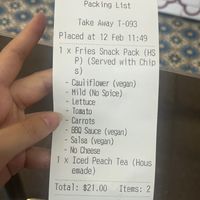 Packing List
Take Away T-093
Placed at 12 Feb 11:49
1 x Fries Snack Pack (HS
P) (Served with Chip
s)
- Cauliflower (vegan)
- Mild (No Spice)
- Lettuce
- Tomato
- Carrots
- BBQ Sauce (vegan)
- Salsa (vegan)
- No Cheese
1 x Iced Peach Tea (Hous
emade)
Total: $21.00 Items: 2